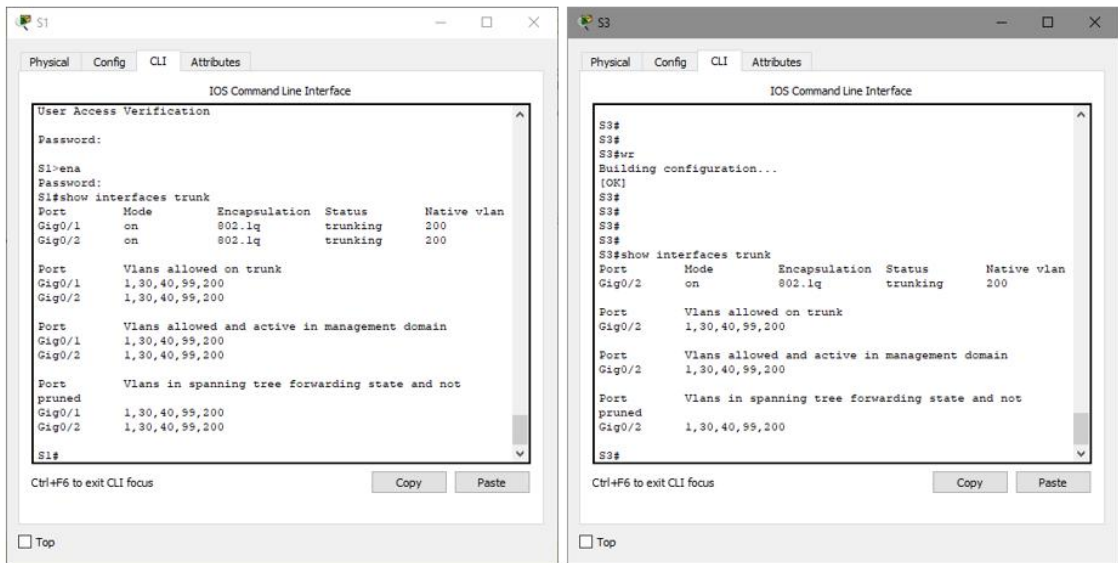 S1
Physical Config CLI Attributes
IOS Command Line Interface
User Access Verification
Password:
S1>ena
Password:
S1#show interfaces trunk
Port Mode Encapsulation Status Native vlan
Gig0/1 on 802.1q trunking 200
Gig0/2 on 802.1q trunking 200
Port Vlans allowed on trunk
Gig0/1 1,30,40,99,200
Gig0/2 1,30,40,99,200
Port Vlans allowed and active in management domain
Gig0/1 1,30,40,99,200
Gig0/2 1,30,40,99,200
Port Vlans in spanning tree forwarding state and not
pruned
Gig0/1 1,30,40,99,200
Gig0/2 1,30,40,99,200
S1#
Ctrl+F6 to exit CLI focus Copy Paste
Top
S3
Physical Config CLI Attributes
IOS Command Line Interface
S3#
S3#
S3#wr
Building configuration...
[OK]
S3#
S3#
S3#
S3#
S3#show interfaces trunk
Port Mode Encapsulation Status Native vlan
Gig0/2 on 802.1q trunking 200
Port Vlans allowed on trunk
Gig0/2 1,30,40,99,200
Port Vlans allowed and active in management domain
Gig0/2 1,30,40,99,200
Port Vlans in spanning tree forwarding state and not
pruned
Gig0/2 1,30,40,99,200
S3#
Ctrl+F6 to exit CLI focus Copy Paste
Top